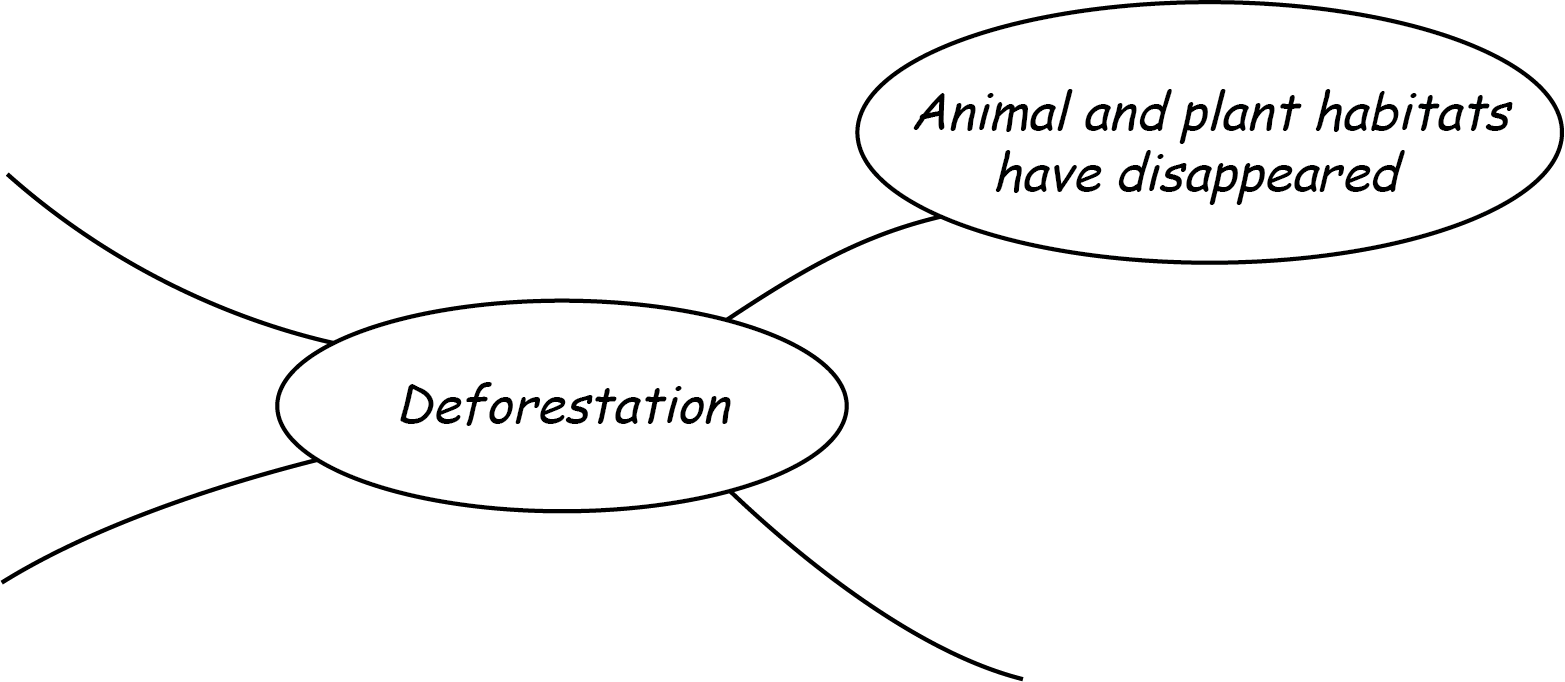 Animal and plant habitats
have disappeared
Deforestation